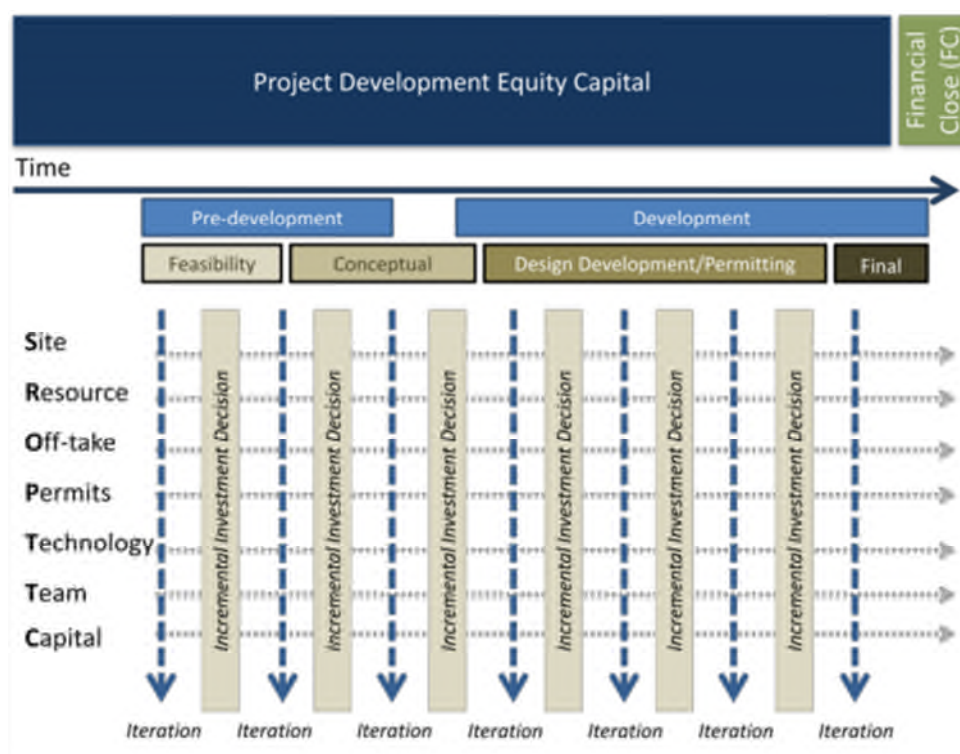 Project Development Equity Capital
Financial
Close (FC)
Time
Pre-development
Development
Feasibility
Conceptual
Design Development/Permitting
Final
Site
Resource
Off-take
Permits
Technology
Team
Capital
Incremental Investment Decision
Incremental Investment Decision
Incremental Investment Decision
Incremental Investment Decision
Incremental Investment Decision
Incremental Investment Decision
Iteration
Iteration
Iteration
Iteration
Iteration
Iteration
Iteration